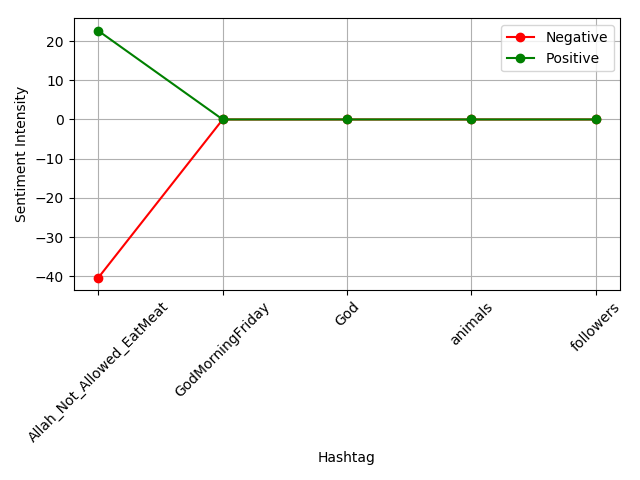 Negative
Positive
20
10
0
−10
−20
−30
−40
Sentiment Intensity
Allah_Not_Allowed_EatMeat
GodMorningFriday
God
animals
followers
Hashtag